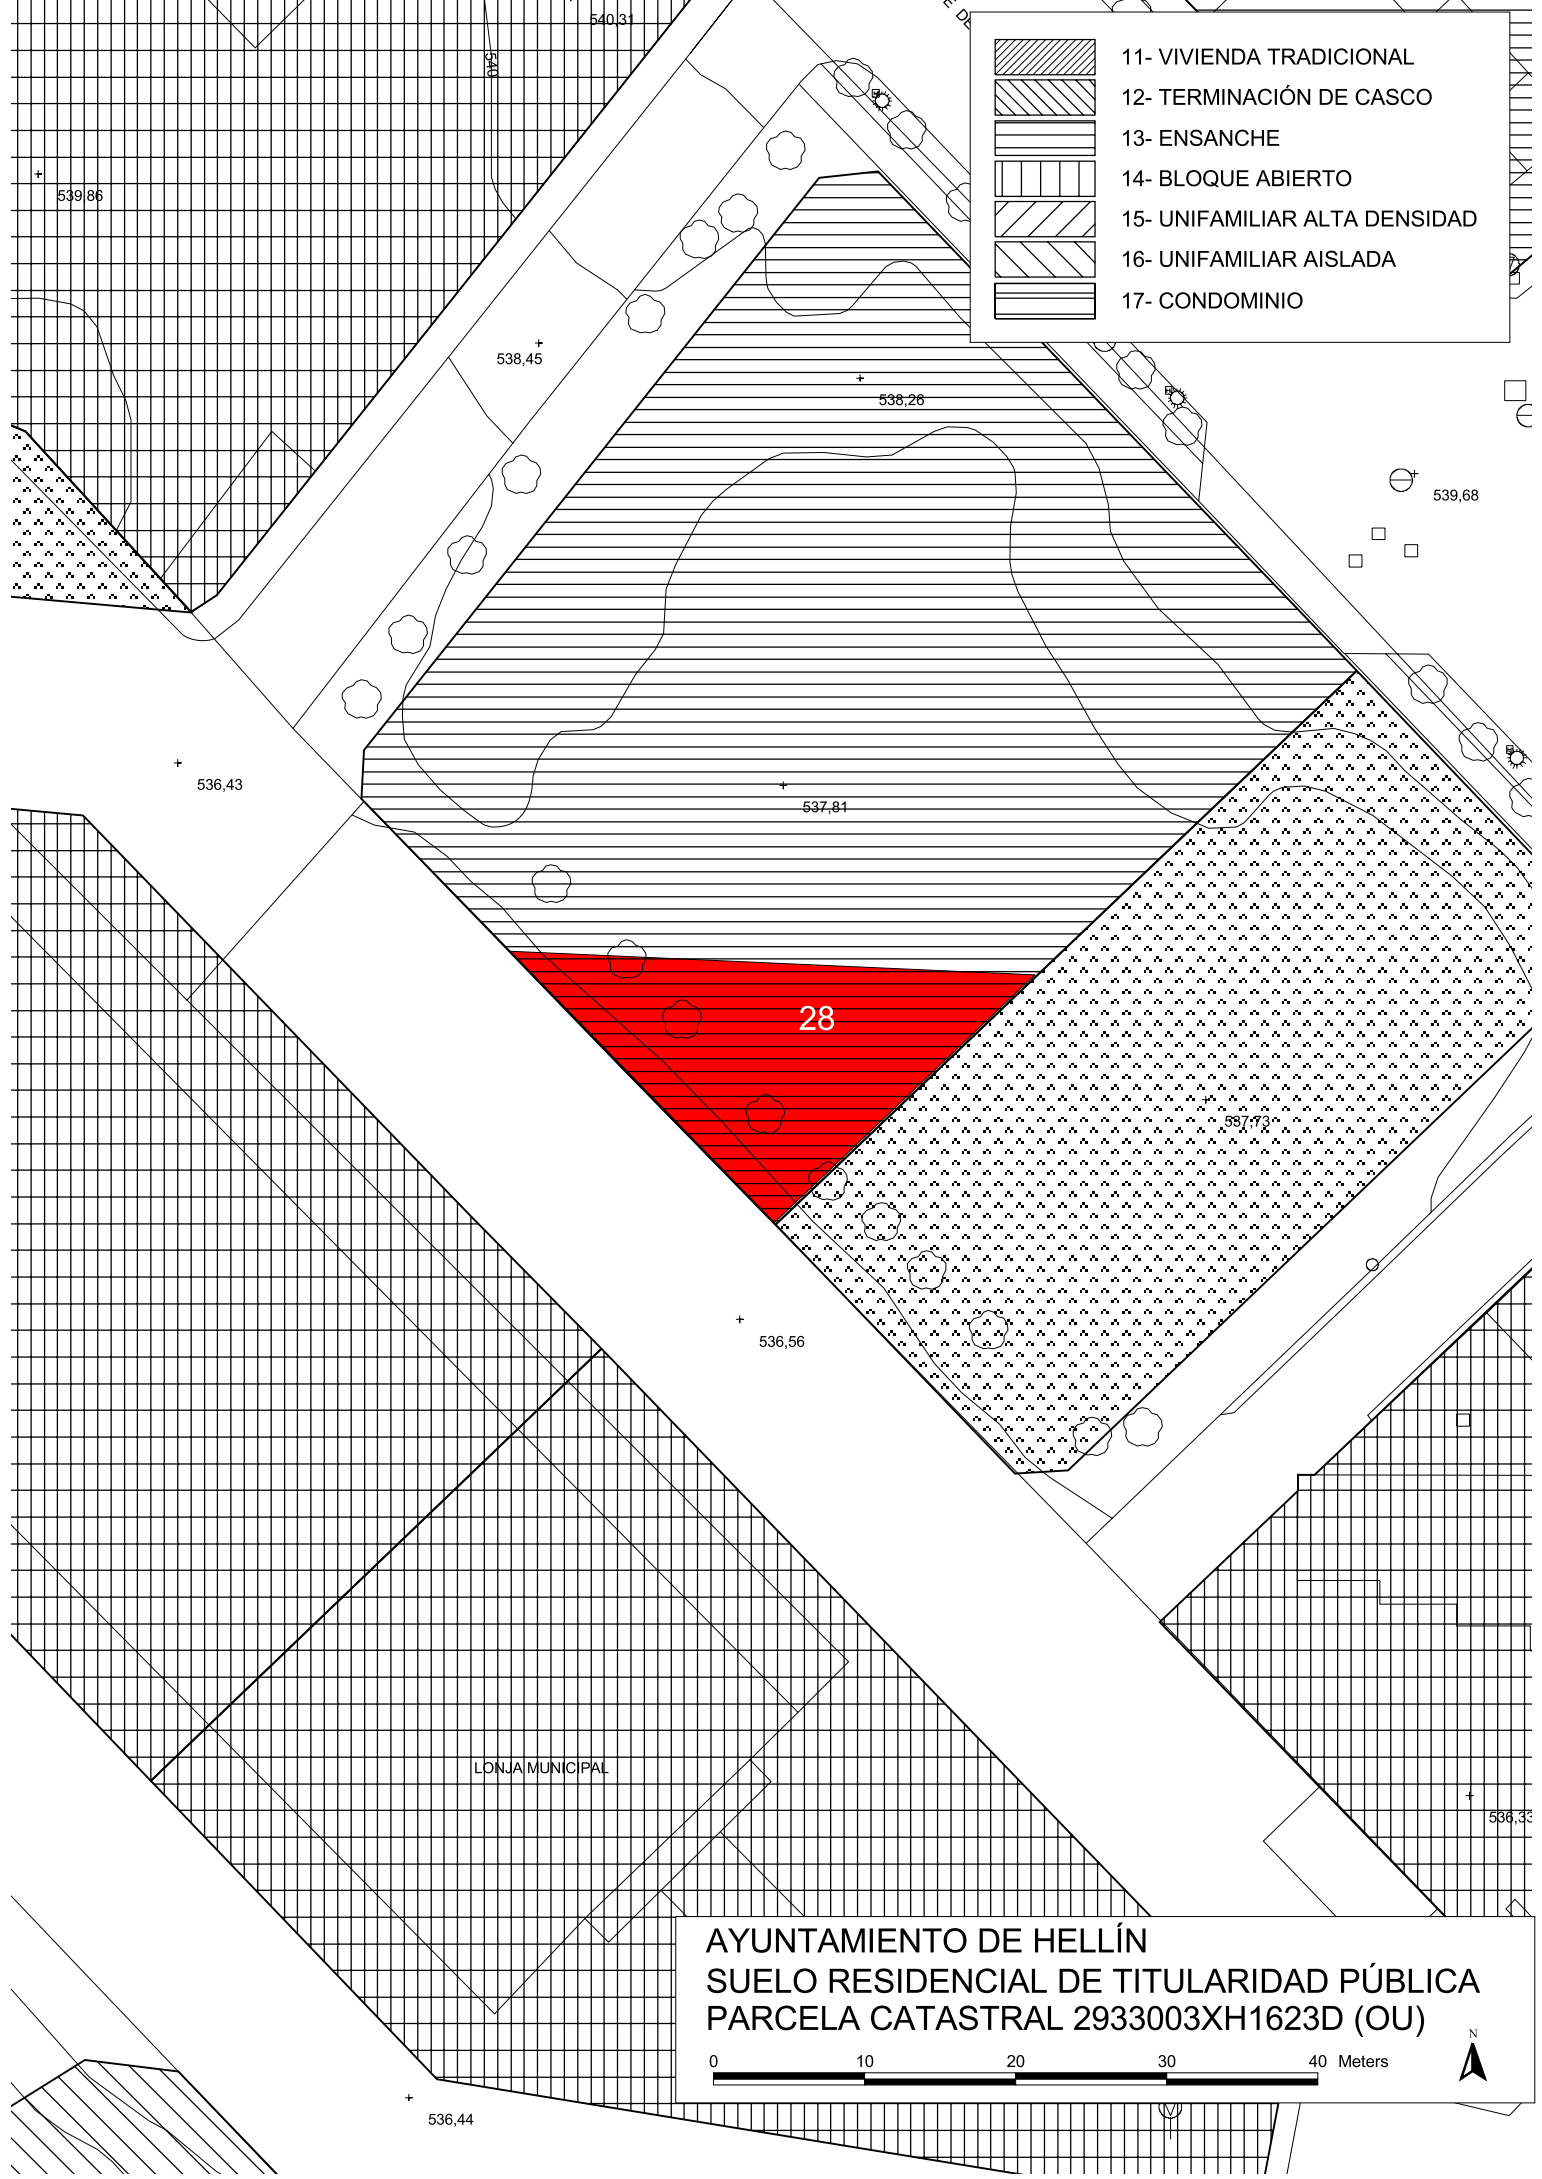 540,31
540
539,86
11- VIVIENDA TRADICIONAL
12- TERMINACIÓN DE CASCO
13- ENSANCHE
14- BLOQUE ABIERTO
15- UNIFAMILIAR ALTA DENSIDAD
16- UNIFAMILIAR AISLADA
17- CONDOMINIO
538,45
538,26
539,68
536,43
537,81
28
537,73
536,56
LONJA MUNICIPAL
536,33
AYUNTAMIENTO DE HELLÍN
SUELO RESIDENCIAL DE TITULARIDAD PÚBLICA
PARCELA CATASTRAL 2933003XH1623D (OU)
N
0 10 20 30 40 Meters
536,44